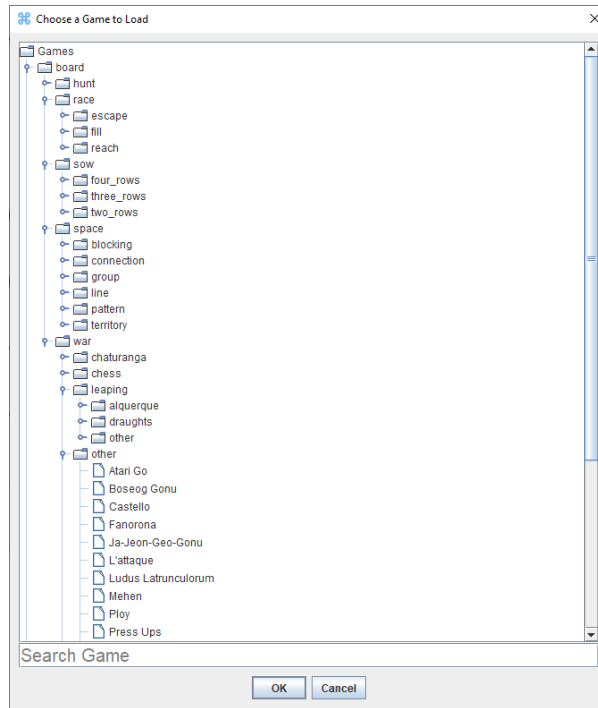 Choose a Game to Load
Games
board
hunt
race
escape
fill
reach
sow
four_rows
three_rows
two_rows
space
blocking
connection
group
line
pattern
territory
war
chaturanga
chess
leaping
alquerque
draughts
other
other
Atari Go
Boseog Gonu
Castello
Fanorona
Ja-Jeon-Geo-Gonu
L'attaque
Ludus Latrunculorum
Mehen
Ploy
Press Ups
Search Game
OK Cancel